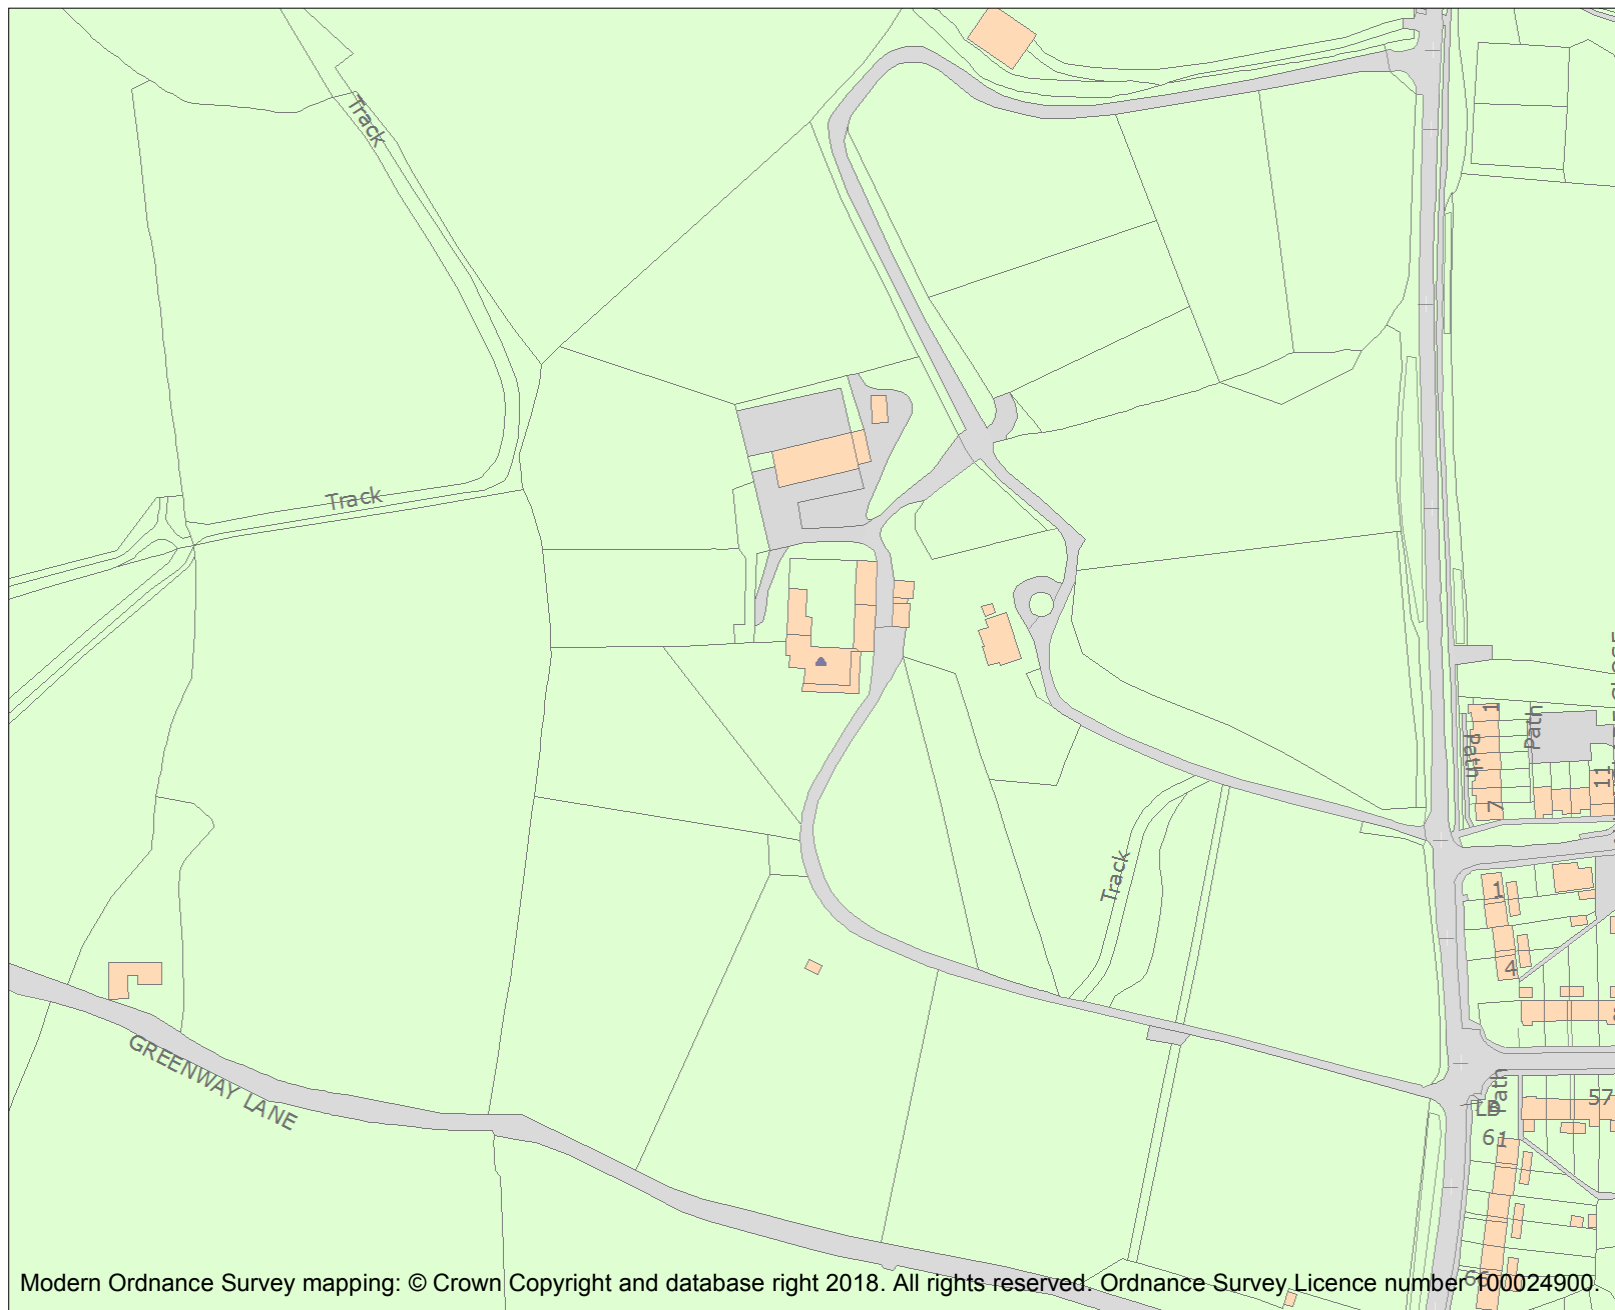 Track
Track
1
Path
Path
11
7
Track
1
4
GREENWAY LANE
Path
LB
57
61
66
Modern Ordnance Survey mapping: © Crown Copyright and database right 2018. All rights reserved. Ordnance Survey Licence number 100024900.